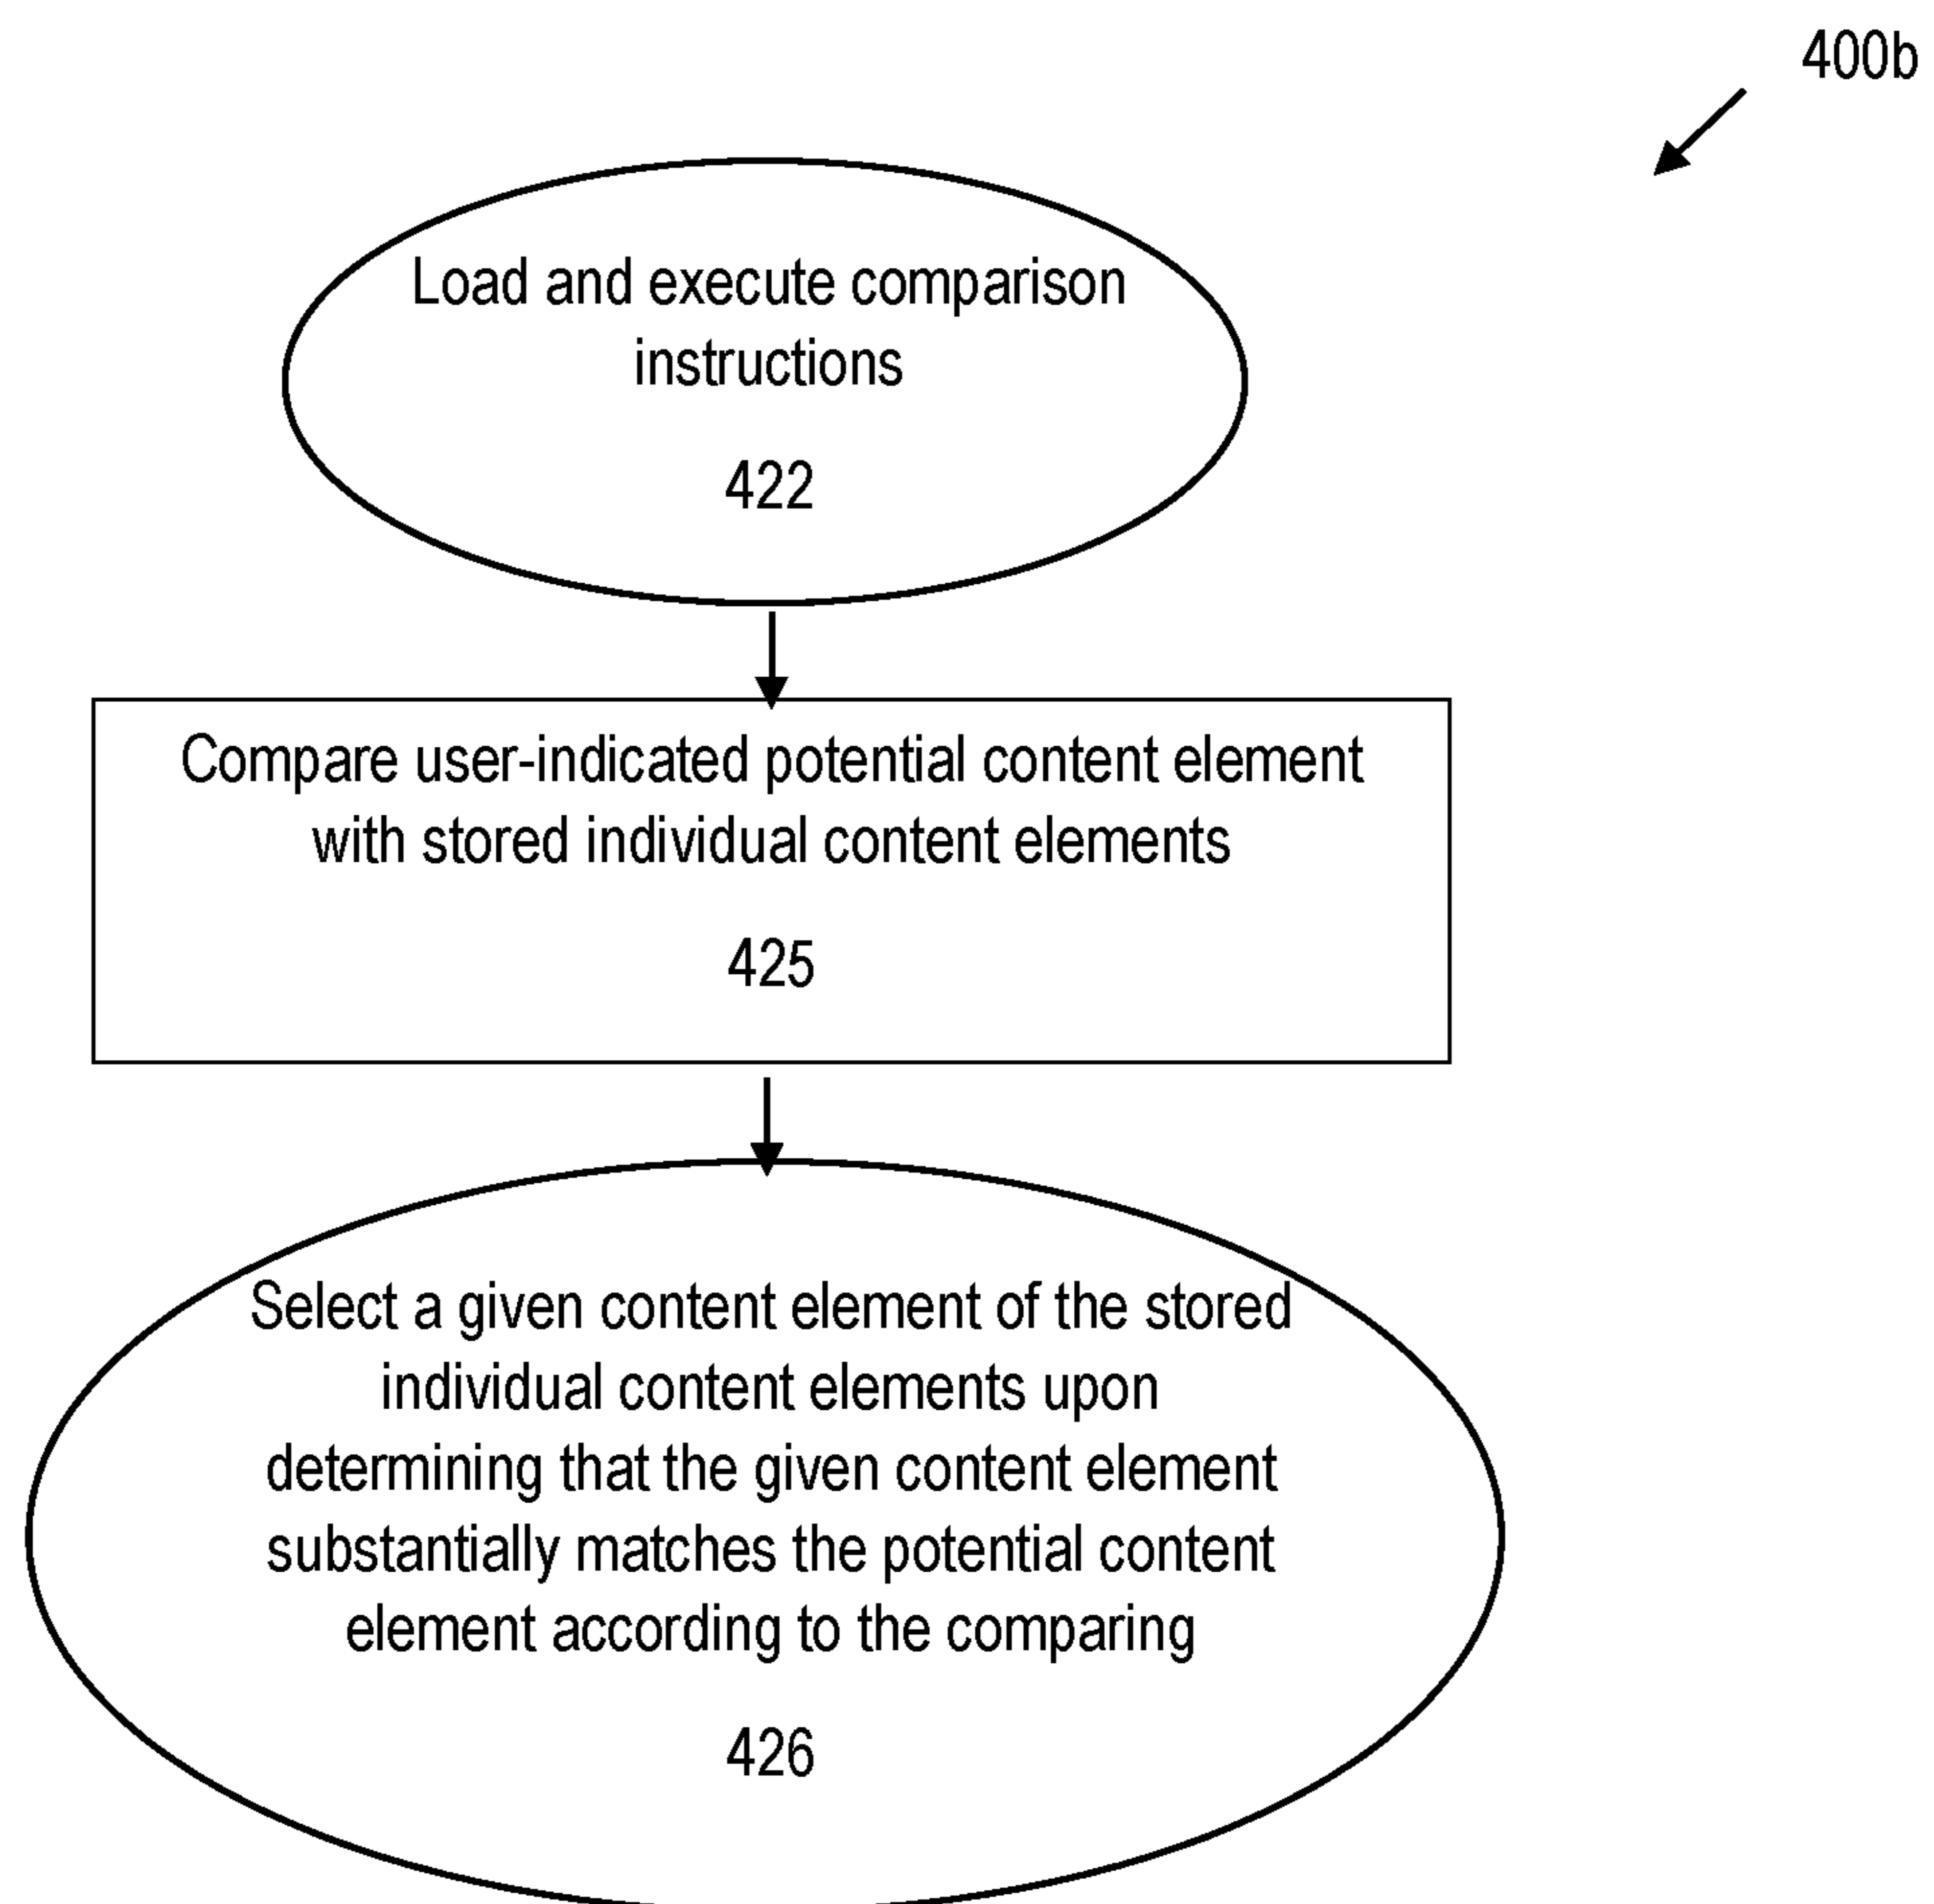 400b
Load and execute comparison
instructions
422
Compare user-indicated potential content element
with stored individual content elements
425
Select a given content element of the stored
individual content elements upon
determining that the given content element
substantially matches the potential content
element according to the comparing
426